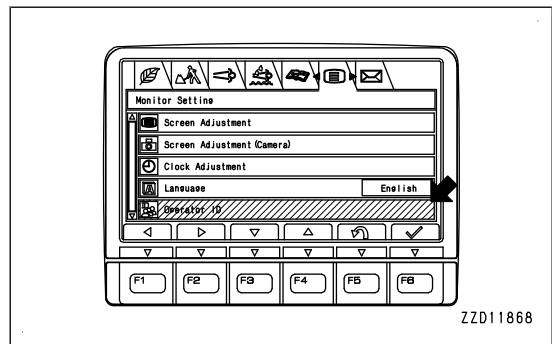 Monitor Setting
Screen Adjustment
Screen Adjustment(Camera)
Clock Adjustment
A
Language English
Operator ID
F1 F2 F3 F4 F5 F6
ZZD11868